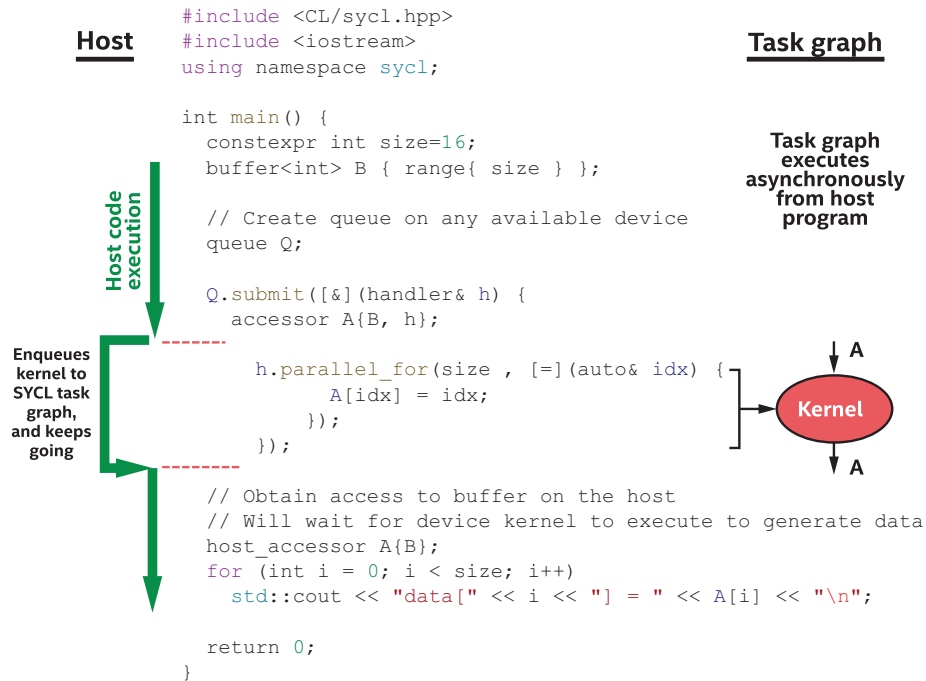 #include <CL/sycl.hpp>
Host
#include <iostream>
Task graph
using namespace sycl;
int main() {
constexpr int size=16;
buffer<int> B { range{ size } };
Task graph
executes
asynchronously
from host
program
Host code
execution
// Create queue on any available device
queue Q;
Q.submit([&](handler& h) {
accessor A{B, h};
Enqueues
kernel to
SYCL task
graph,
and keeps
going
h.parallel_for(size , [=](auto& idx) {
A[idx] = idx;
});
});
A
Kernel
A
// Obtain access to buffer on the host
// Will wait for device kernel to execute to generate data
host_accessor A{B};
for (int i = 0; i < size; i++)
std::cout << "data[" << i << "] = " << A[i] << "\n";
return 0;
}